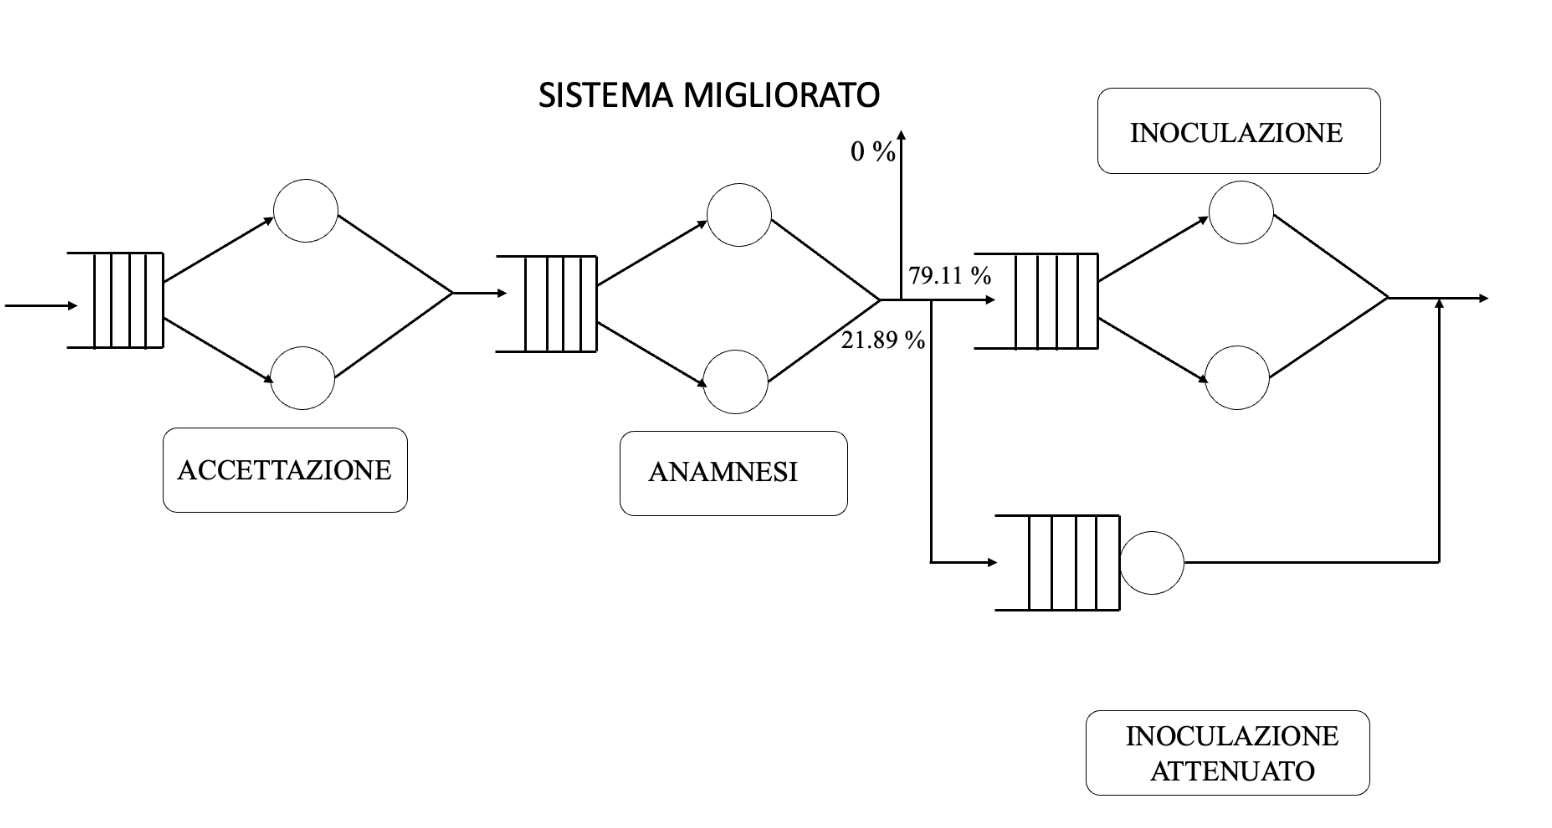 SISTEMA MIGLIORATO
INOCULAZIONE
0 %
79.11 %
21.89 %
ACCETTAZIONE
ANAMNESI
INOCULAZIONE
ATTENUATO